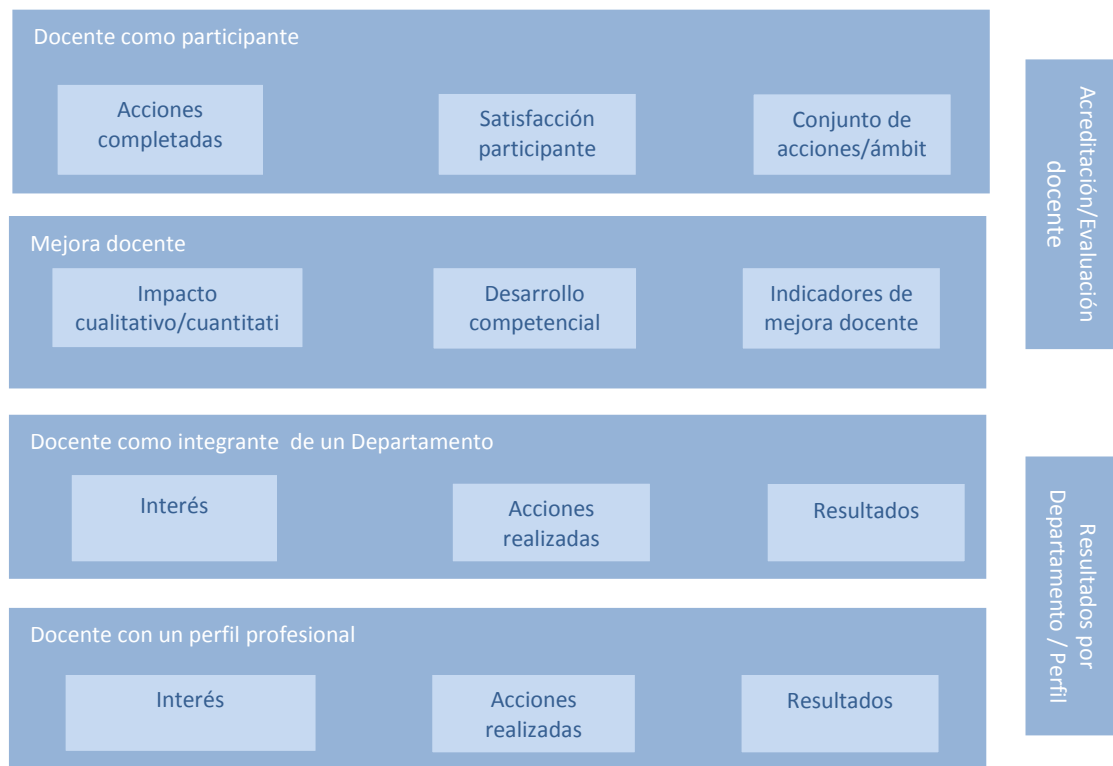 Docente como participante
Acciones
completadas
Satisfacción
participante
Conjunto de
acciones/ámbit
Mejora docente
Impacto
cualitativo/cuantitati
Desarrollo
competencial
Indicadores de
mejora docente
Acreditación/Evaluación
docente
Docente como integrante  de un Departamento
Interés
Acciones
realizadas
Resultados
Docente con un perfil profesional
Interés
Acciones
realizadas
Resultados
Resultados por
Departamento / Perfil